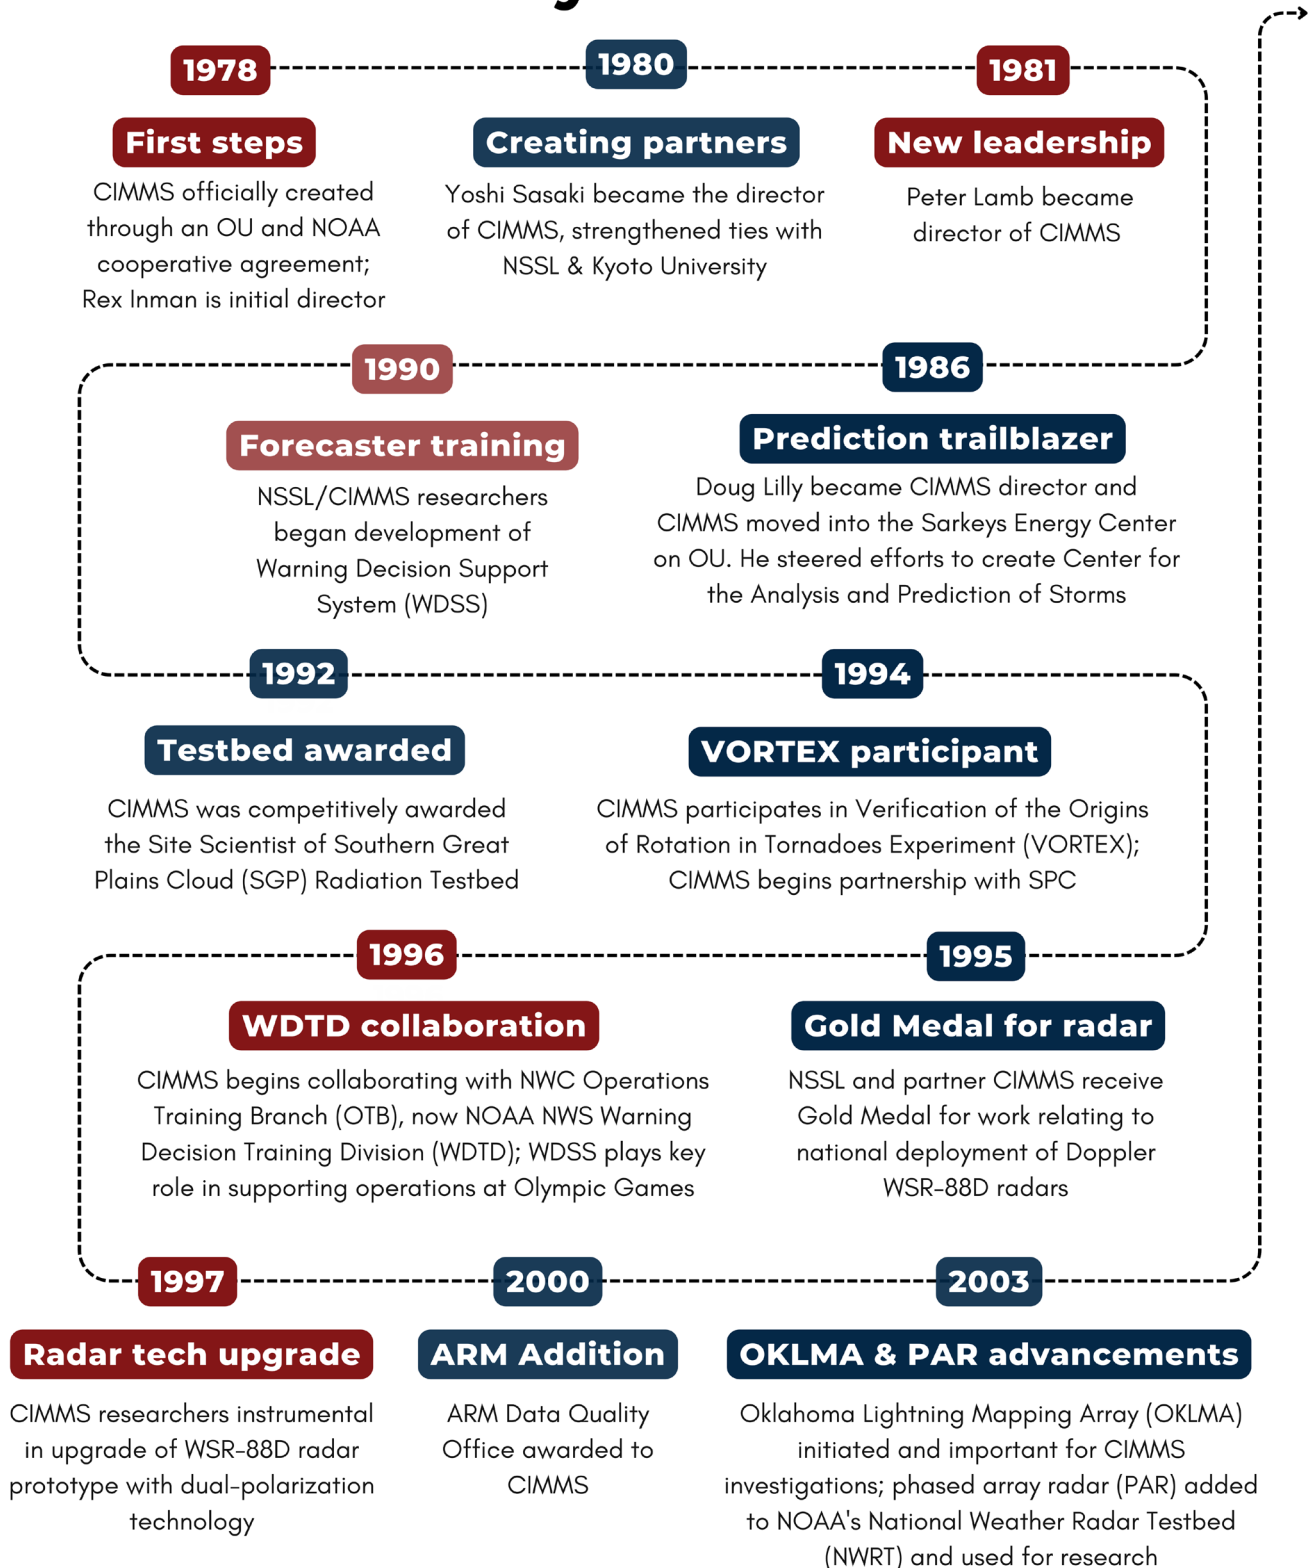 1978
First steps
CIMMS officially created
through an OU and NOAA
cooperative agreement;
Rex Inman is initial director
1980
Creating partners
Yoshi Sasaki became the director
of CIMMS, strengthened ties with
NSSL & Kyoto University
1981
New leadership
Peter Lamb became
director of CIMMS
1986
Prediction trailblazer
Doug Lilly became CIMMS director and
CIMMS moved into the Sarkeys Energy Center
on OU. He steered efforts to create Center for
the Analysis and Prediction of Storms
1990
Forecaster training
NSSL/CIMMS researchers
began development of
Warning Decision Support
System (WDSS)
1992
Testbed awarded
CIMMS was competitively awarded
the Site Scientist of Southern Great
Plains Cloud (SGP) Radiation Testbed
1994
VORTEX participant
CIMMS participates in Verification of the Origins
of Rotation in Tornadoes Experiment (VORTEX);
CIMMS begins partnership with SPC
1995
Gold Medal for radar
NSSL and partner CIMMS receive
Gold Medal for work relating to
national deployment of Doppler
WSR-88D radars
1996
WDTD collaboration
CIMMS begins collaborating with NWC Operations
Training Branch (OTB), now NOAA NWS Warning
Decision Training Division (WDTD); WDSS plays key
role in supporting operations at Olympic Games
1997
Radar tech upgrade
CIMMS researchers instrumental
in upgrade of WSR-88D radar
prototype with dual-polarization
technology
2000
ARM Addition
ARM Data Quality
Office awarded to
CIMMS
2003
OKLMA & PAR advancements
Oklahoma Lightning Mapping Array (OKLMA)
initiated and important for CIMMS
investigations; phased array radar (PAR) added
to NOAA's National Weather Radar Testbed
(NWRT) and used for research